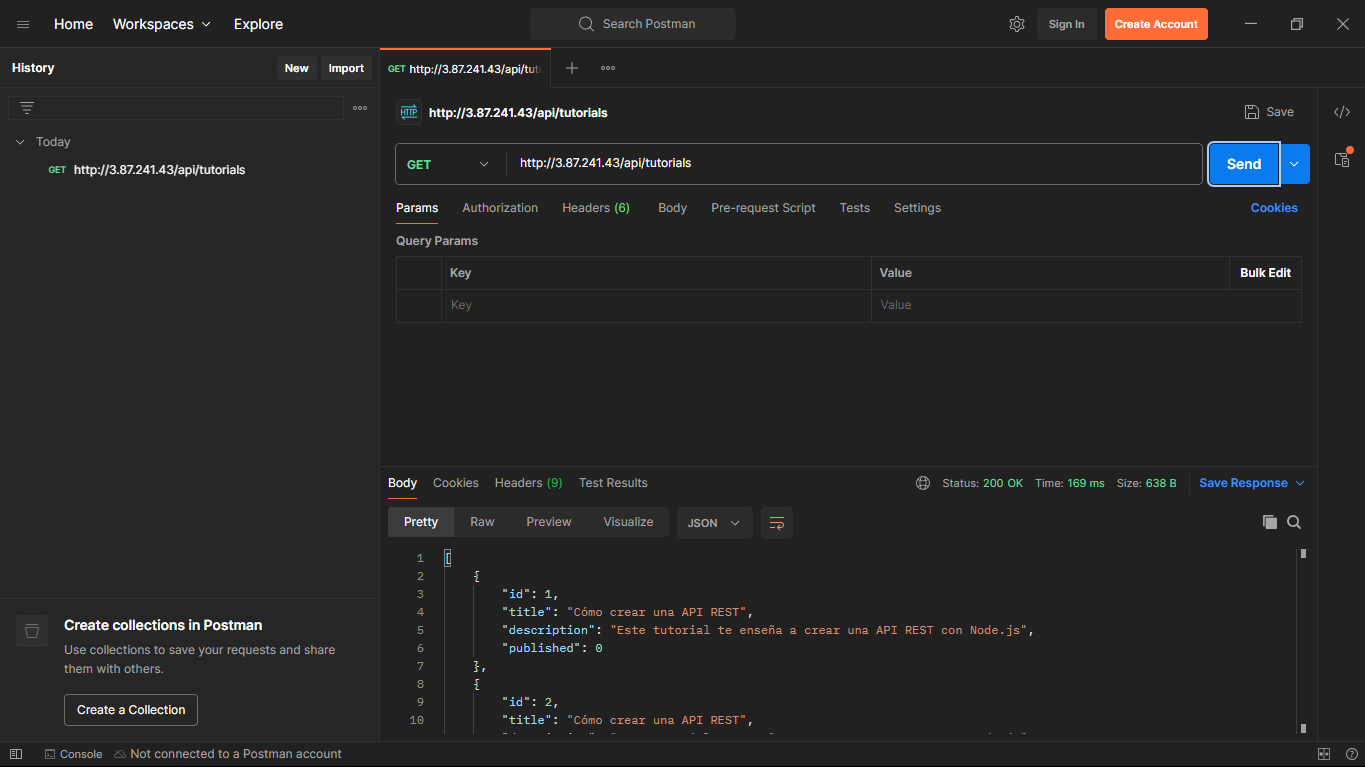 Home Workspaces Explore Search Postman Sign In Create Account
History New Import
GET http://3.87.241.43/api/tut
http://3.87.241.43/api/tutorials Save
Today
GET http://3.87.241.43/api/tutorials
GET http://3.87.241.43/api/tutorials Send
Params Authorization Headers (6) Body Pre-request Script Tests Settings Cookies
Query Params
Key Value Bulk Edit
Key Value
Body Cookies Headers (9) Test Results Status: 200 OK Time: 169 ms Size: 638 B Save Response
Pretty Raw Preview Visualize JSON
1 [
2 {
3 "id": 1,
4 "title": "Cómo crear una API REST",
5 "description": "Este tutorial te enseña a crear una API REST con Node.js",
6 "published": 0
7 },
8 {
9 "id": 2,
10 "title": "Cómo crear una API REST",
Create collections in Postman
Use collections to save your requests and share
them with others.
Create a Collection
Console Not connected to a Postman account